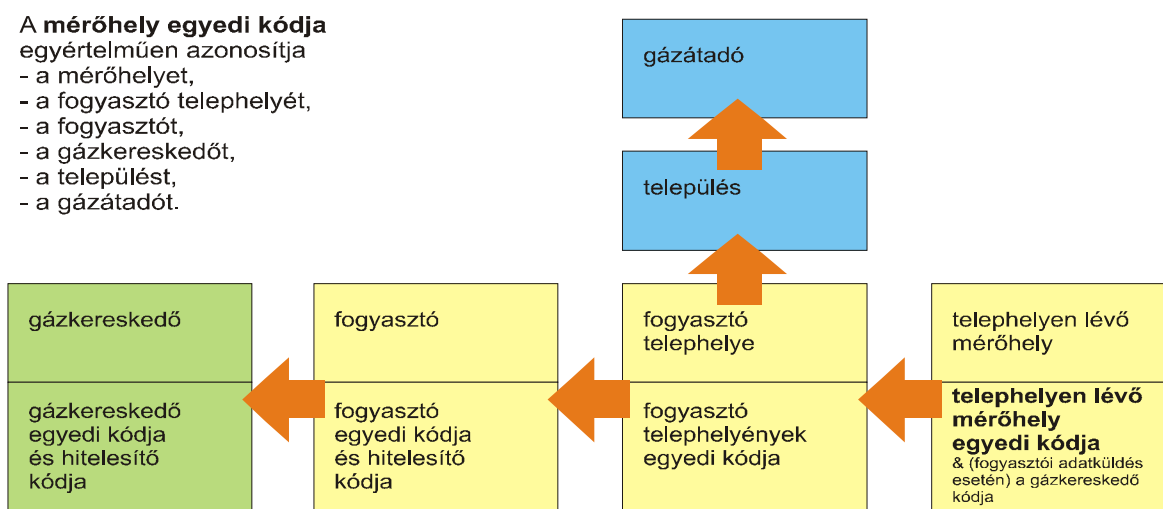 A mérőhely egyedi kódja
egyértelműen azonosítja
- a mérőhelyet,
- a fogyasztó telephelyét,
- a fogyasztót,
- a gázkereskedőt,
- a települést,
- a gázátadót.
gázátadó
település
gázkereskedő
fogyasztó
fogyasztó
telephelye
telephelyen lévő
mérőhely
gázkereskedő
egyedi kódja
és hitelesítő
kódja
fogyasztó
egyedi kódja
és hitelesítő
kódja
fogyasztó
telephelyények
egyedi kódja
telephelyen lévő
mérőhely
egyedi kódja
& (fogyasztói adatküldés
esetén) a gázkereskedő
kódja